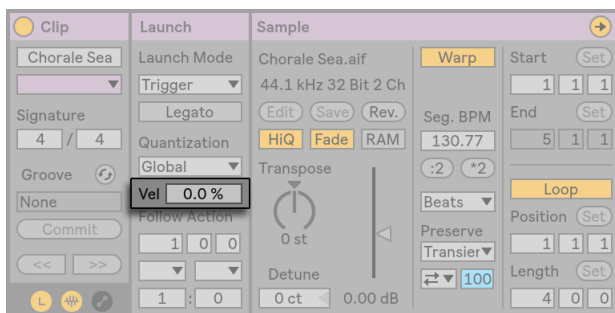 Clip
Launch
Sample
Chorale Sea
Launch Mode
Chorale Sea.aif
Warp
Start
Set
Trigger
44.1 kHz 32 Bit 2 Ch
1 1 1
Signature
Legato
Edit
Save
Rev.
Seg. BPM
End
Set
4 / 4
Quantization
HiQ
Fade
RAM
130.77
5 1 1
Groove
Global
Transpose
:2
*2
None
Vel 0.0 %
Beats
Loop
Commit
Follow Action
Preserve
Position
Set
1 0 0
0 st
Transier
1 1 1
<<
>>
Detune
100
Length
Set
L
1 : 0
0 ct
0.00 dB
4 0 0